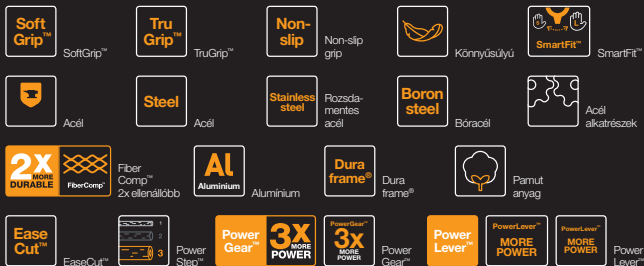 Soft
Grip™
SoftGrip™
Tru
Grip™
TruGrip™
Non-
slip
Non-slip
grip
Könnyűsúlyú
S
L
SmartFit™
SmartFit™
Acél
Steel
Acél
Stainless
steel
Rozsda-
mentes
acél
Boron
steel
Bóracél
Acél
alkatrészek
2X
MORE
DURABLE
FiberComp™
Fiber
Comp™
2x ellenállóbb
Al
Aluminium
Alumínium
Dura
frame®
Dura
frame®
Pamut
anyag
Ease
Cut™
EaseCut™
1
2
3
Power
Step™
Power
Gear™
3X
MORE
POWER
PowerGear™
3x
MORE
POWER
Power
Gear™
Power
Lever™
PowerLever™
MORE
POWER
PowerLever™
MORE
POWER
Power
Lever™